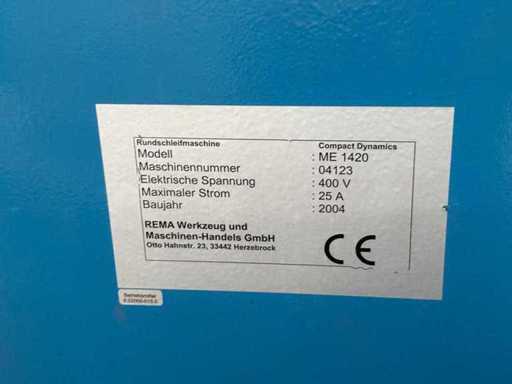 Rundschleifmaschine Compact Dynamics
Modell : ME 1420
Maschinennummer : 04123
Elektrische Spannung : 400 V
Maximaler Strom : 25 A
Baujahr : 2004
REMA Werkzeug und
Maschinen-Handels GmbH
Otto Hahnstr. 23, 33442 Herzebrock
CE